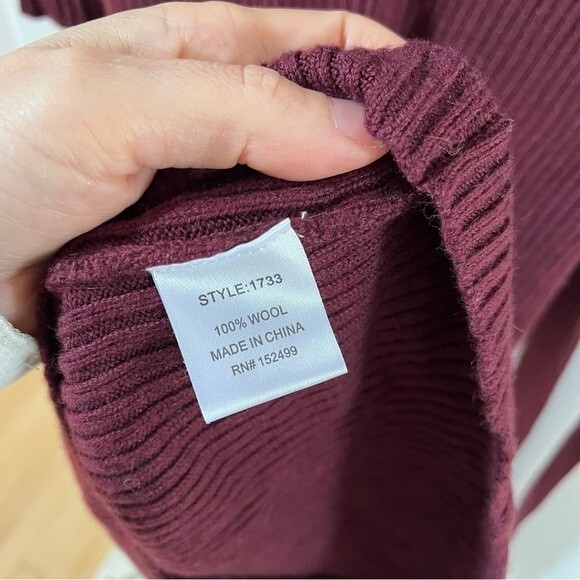 STYLE:1733
100% WOOL
MADE IN CHINA
RN# 152499